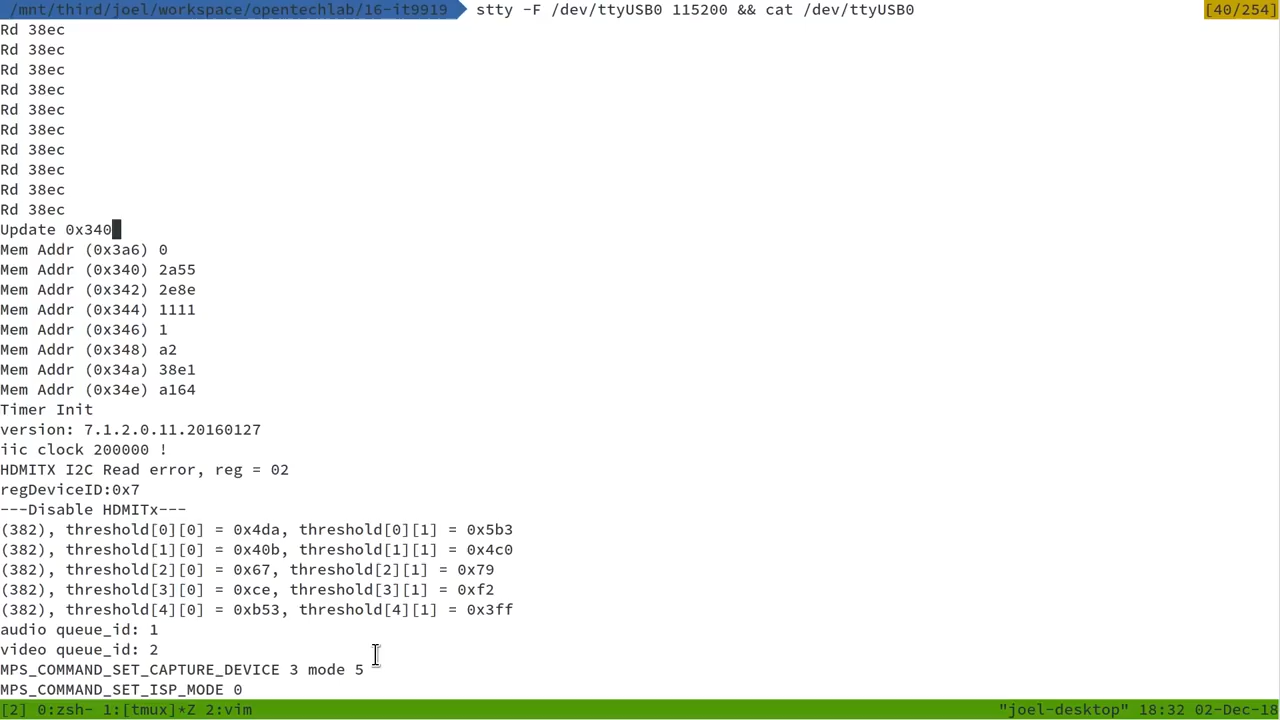 /mnt/third/joel/workspace/opentechlab/16-it9919 stty -F /dev/ttyUSB0 115200 && cat /dev/ttyUSB0 [40/254]
Rd 38ec
Rd 38ec
Rd 38ec
Rd 38ec
Rd 38ec
Rd 38ec
Rd 38ec
Rd 38ec
Rd 38ec
Rd 38ec
Update 0x340
Mem Addr (0x3a6) 0
Mem Addr (0x340) 2a55
Mem Addr (0x342) 2e8e
Mem Addr (0x344) 1111
Mem Addr (0x346) 1
Mem Addr (0x348) a2
Mem Addr (0x34a) 38e1
Mem Addr (0x34e) a164
Timer Init
version: 7.1.2.0.11.20160127
iic clock 200000 !
HDMITX I2C Read error, reg = 02
regDeviceID:0x7
---Disable HDMITx---
(382), threshold[0][0] = 0x4da, threshold[0][1] = 0x5b3
(382), threshold[1][0] = 0x40b, threshold[1][1] = 0x4c0
(382), threshold[2][0] = 0x67, threshold[2][1] = 0x79
(382), threshold[3][0] = 0xce, threshold[3][1] = 0xf2
(382), threshold[4][0] = 0xb53, threshold[4][1] = 0x3ff
audio queue_id: 1
video queue_id: 2
MPS_COMMAND_SET_CAPTURE_DEVICE 3 mode 5
MPS_COMMAND_SET_ISP_MODE 0
[2] 0:zsh- 1:[tmux]*Z 2:vim "joel-desktop" 18:32 02-Dec-18